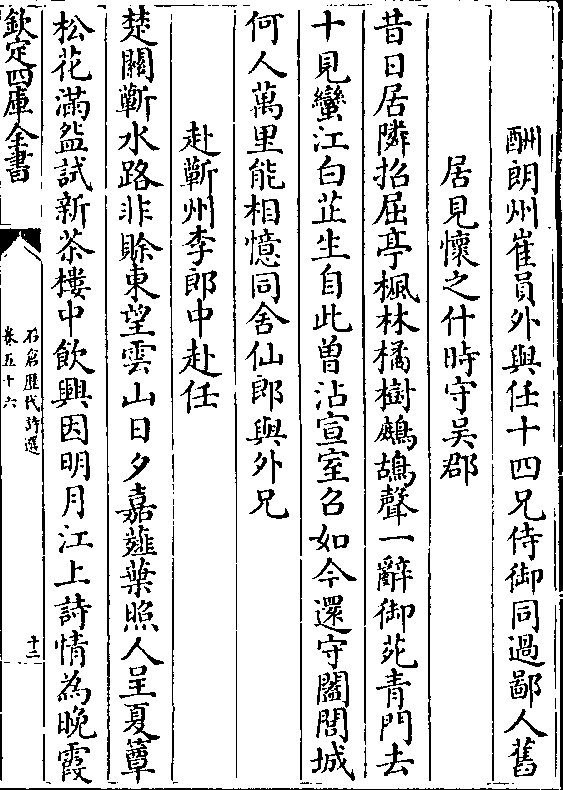 酬朗州崔員外與任十四兄侍御同過鄙人舊
居見懷之什時守吳郡
昔日居隣招屈亭楓林橘樹鷓鴣聲一辭御苑青門去
十見蠻江白芷生自此曽沾宣室召如今還守闔閭城
何人萬里能相憶同舍仙郎與外兄
赴蘄州李郎中赴任
楚關蘄水路非賒東望雲山日夕嘉薤葉照人呈夏簟
松花滿盌試新茶樓中飲興因明月江上詩情為晚霞
欽定四庫全書
石倉歴代詩選
卷五十六
十二